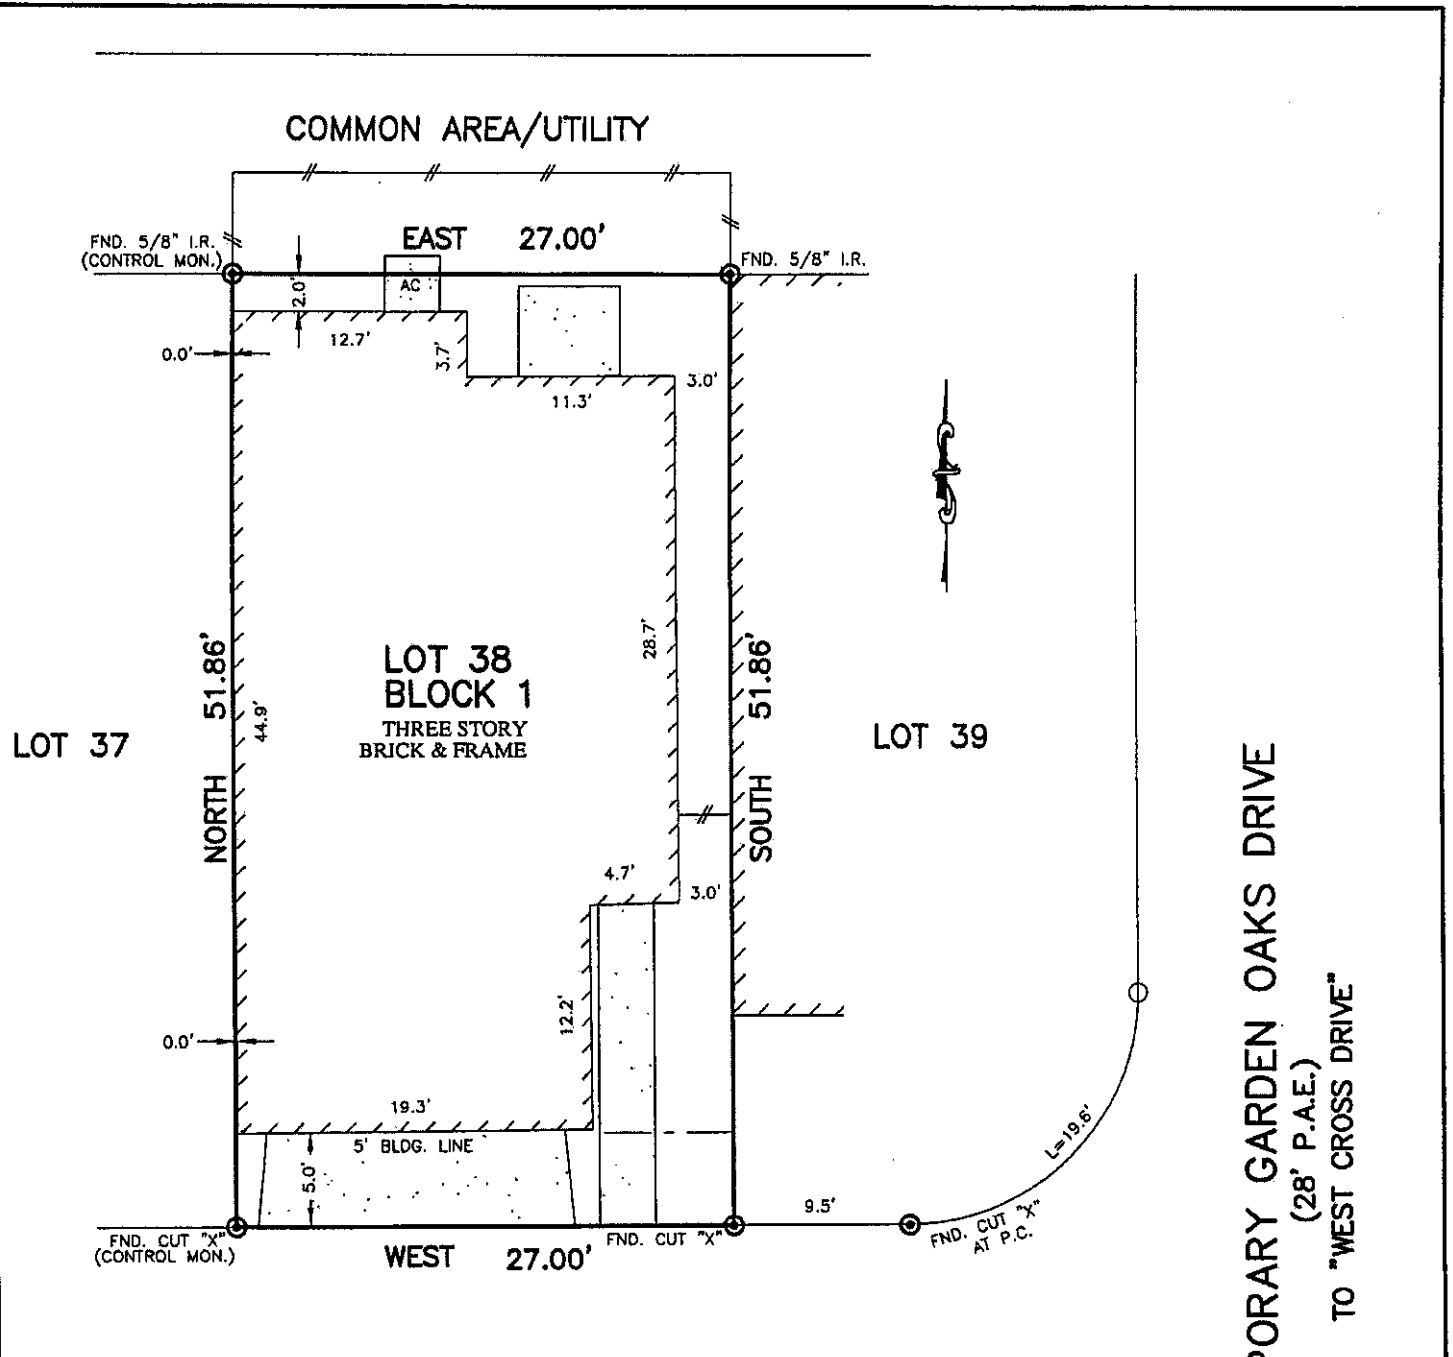 COMMON AREA/UTILITY
FND. 5/8" I.R.
(CONTROL MON.)
EAST 27.00'
FND. 5/8" I.R.
2.0'
AC
12.7'
0.0'
3.7'
3.0'
11.3'
28.7'
LOT 38
BLOCK 1
THREE STORY
BRICK & FRAME
NORTH 51.86'
44.9'
LOT 37
SOUTH 51.86'
LOT 39
4.7'
3.0'
12.2'
0.0'
19.3'
5' BLDG. LINE
5.0'
FND. CUT "X"
(CONTROL MON.)
WEST 27.00'
FND. CUT "X"
9.5'
L=19.6'
FND. CUT "X"
AT P.C.
PORARY GARDEN OAKS DRIVE
(28' P.A.E.)
TO "WEST CROSS DRIVE"